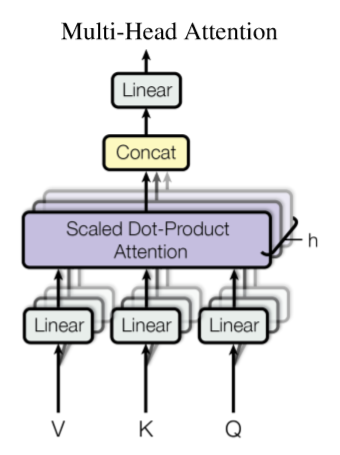 Multi-Head Attention
Linear
Concat
Scaled Dot-Product
Attention
h
Linear Linear Linear
V K Q